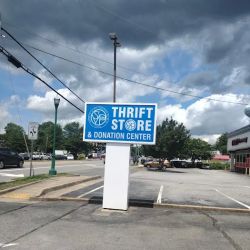 THRIFT
STORE
& DONATION CENTER